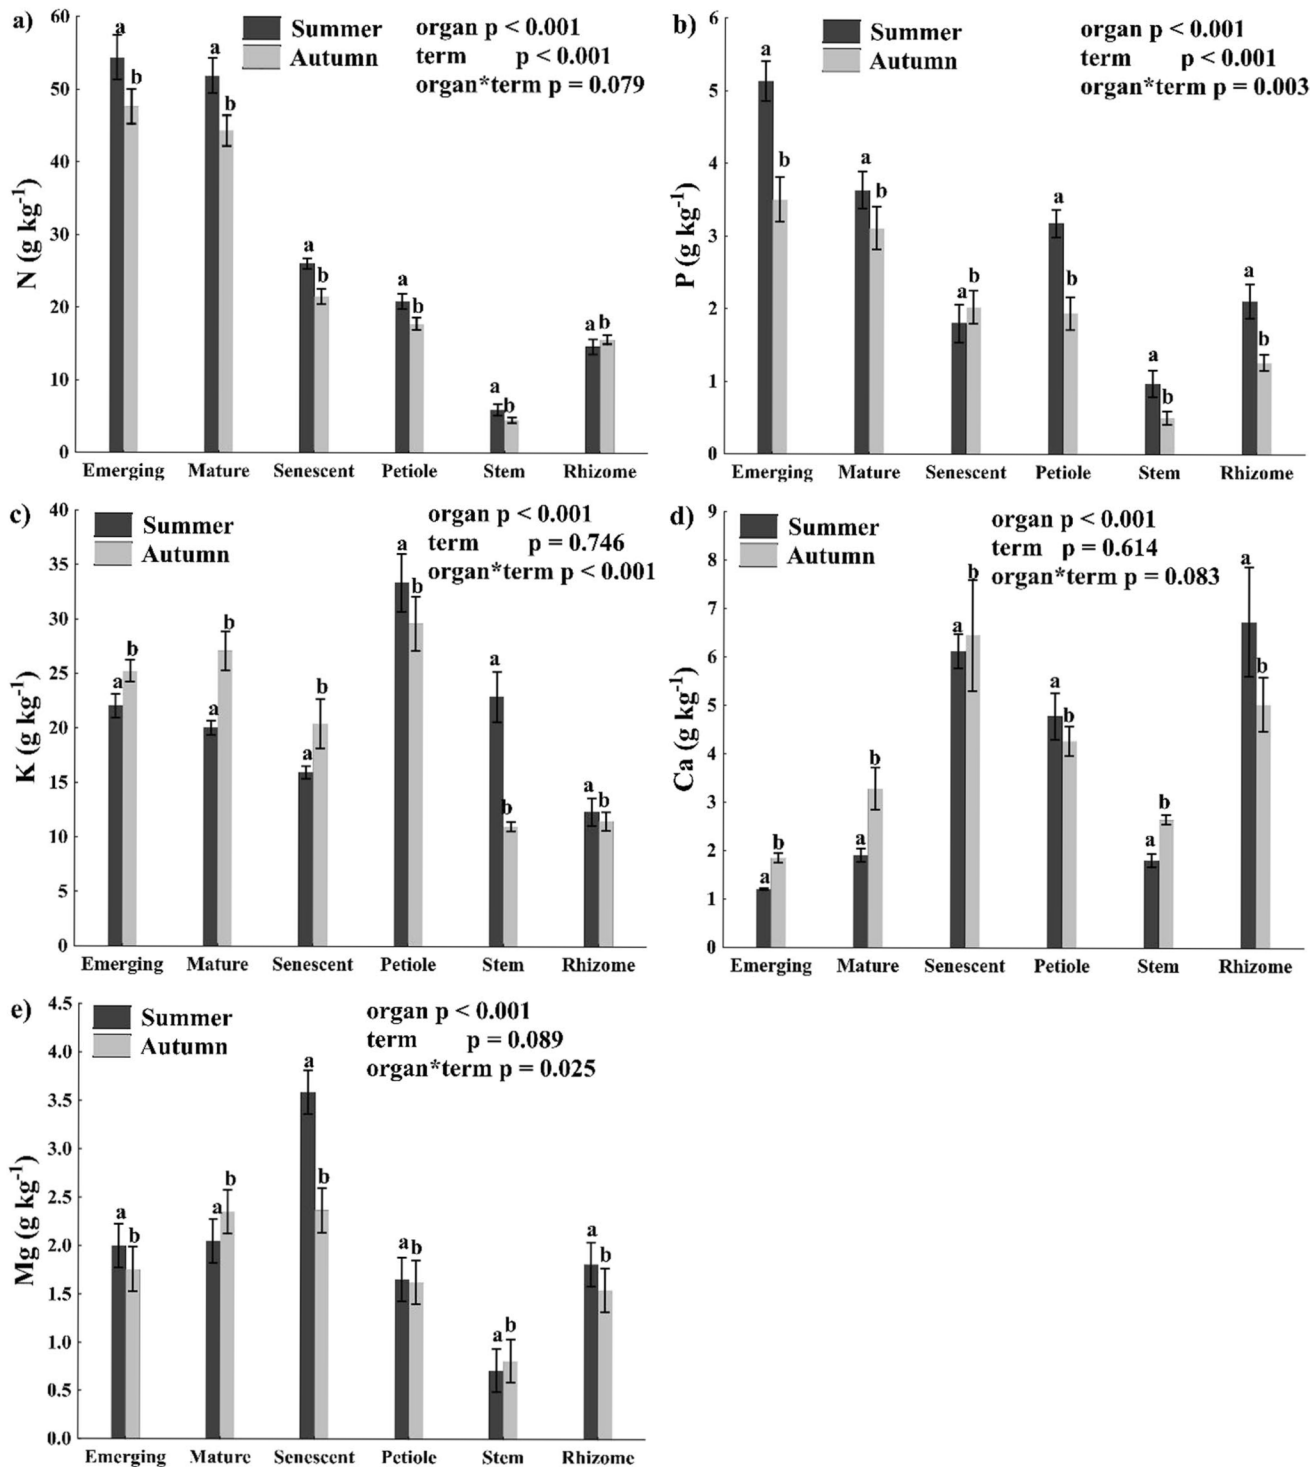 a)
60
50
40
30
20
10
0
N (g kg-1)
Summer
Autumn
organ p < 0.001
term p < 0.001
organ*term p = 0.079
a b a b a b a b a b a b
Emerging Mature Senescent Petiole Stem Rhizome
b)
6
5
4
3
2
1
0
P (g kg-1)
Summer
Autumn
organ p < 0.001
term p < 0.001
organ*term p = 0.003
a b a b a b a b a b a b
Emerging Mature Senescent Petiole Stem Rhizome
c)
40
35
30
25
20
15
10
5
0
K (g kg-1)
Summer
Autumn
organ p < 0.001
term p = 0.746
organ*term p < 0.001
a b a b a b a b a b a b
Emerging Mature Senescent Petiole Stem Rhizome
d)
9
8
7
6
5
4
3
2
1
0
Ca (g kg-1)
Summer
Autumn
organ p < 0.001
term p = 0.614
organ*term p = 0.083
a b a b a b a b a b a b
Emerging Mature Senescent Petiole Stem Rhizome
e)
4.5
4.0
3.5
3.0
2.5
2.0
1.5
1.0
0.5
0.0
Mg (g kg-1)
Summer
Autumn
organ p < 0.001
term p = 0.089
organ*term p = 0.025
a b a b a b a b a b a b
Emerging Mature Senescent Petiole Stem Rhizome